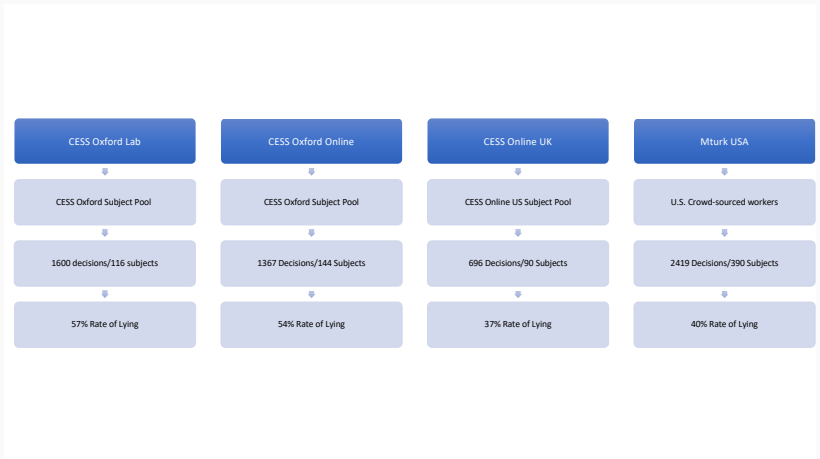 CESS Oxford Lab
CESS Oxford Subject Pool
1600 decisions/116 subjects
57% Rate of Lying
CESS Oxford Online
CESS Oxford Subject Pool
1367 Decisions/144 Subjects
54% Rate of Lying
CESS Online UK
CESS Online US Subject Pool
696 Decisions/90 Subjects
37% Rate of Lying
Mturk USA
U.S. Crowd-sourced workers
2419 Decisions/390 Subjects
40% Rate of Lying